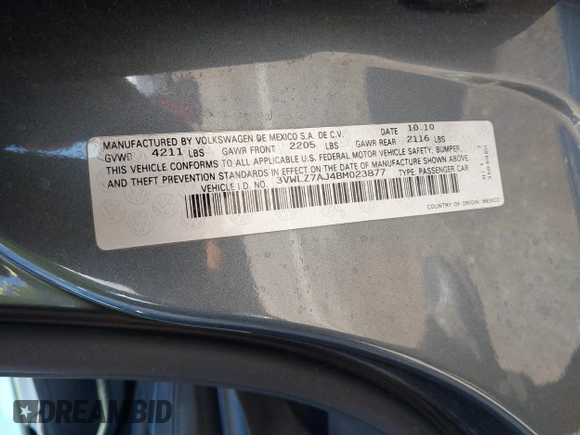 MANUFACTURED BY VOLKSWAGEN DE MEXICO S.A. DE C.V. DATE 10.10
GVWR 4211 LBS GAWR FRONT 2205 LBS GAWR REAR 2116 LBS
THIS VEHICLE CONFORMS TO ALL APPLICABLE U.S. FEDERAL MOTOR VEHICLE SAFETY, BUMPER,
AND THEFT PREVENTION STANDARDS IN EFFECT ON THE DATE OF MANUFACTURE SHOWN ABOVE.
VEHICLE I.D. NO. 3VWLZ7AJ4BM023877 TYPE: PASSENGER CAR
COUNTRY OF ORIGIN: MEXICO
DREAMBID